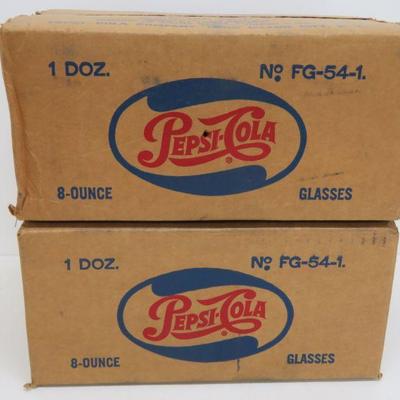 1 DOZ. No FG-54-1.
PEPSI-COLA
8-OUNCE GLASSES
1 DOZ. No FG-54-1.
PEPSI-COLA
8-OUNCE GLASSES